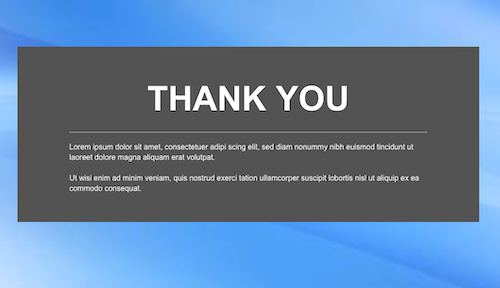 THANK YOU
Lorem ipsum dolor sit amet, consectetuer adipi scing elit, sed diam nonummy nibh euismod tincidunt ut
laoreet dolore magna aliquam erat volutpat.
Ut wisi enim ad minim veniam, quis nostrud exerci tation ullamcorper suscipit lobortis nisl ut aliquip ex ea
commodo consequat.